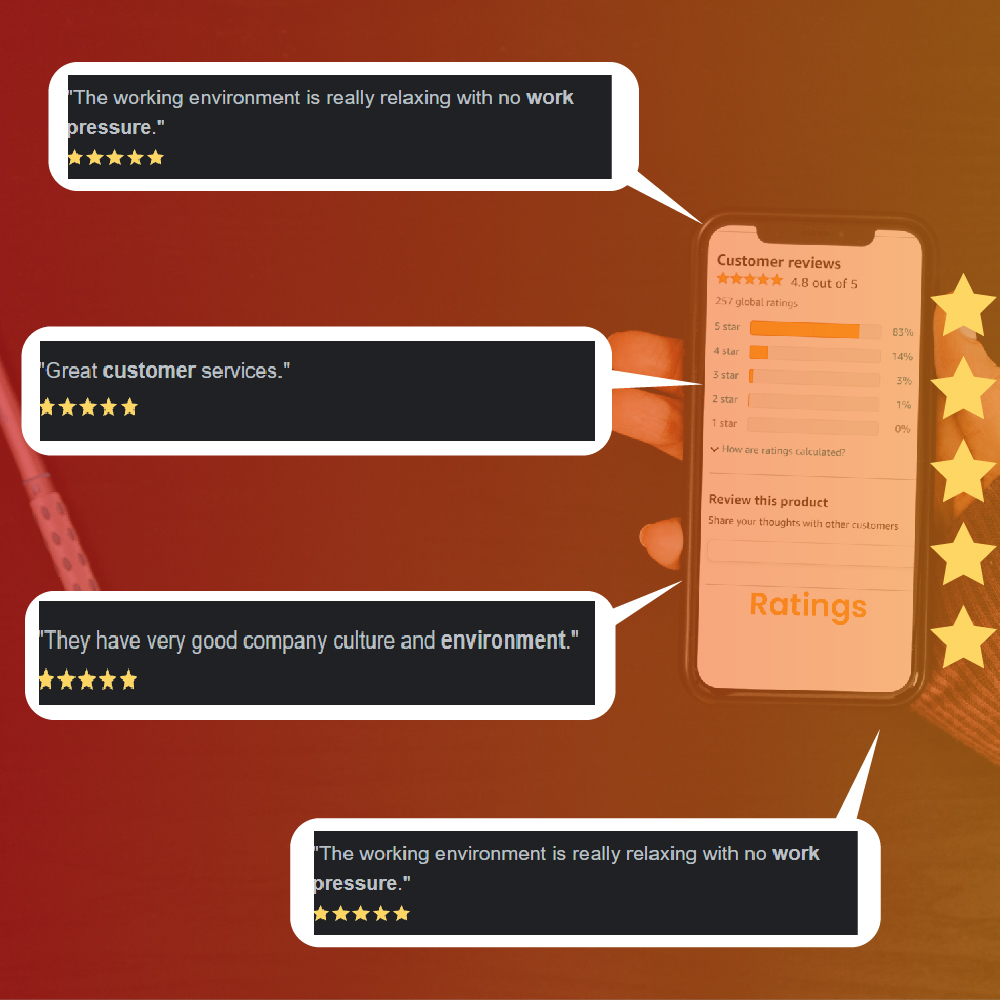 "The working environment is really relaxing with no work
pressure."
Customer reviews
4.8 out of 5
257 global ratings
5 star 83%
4 star 14%
3 star 3%
2 star 1%
1 star 0%
How are ratings calculated?
"Great customer services."
Review this product
Share your thoughts with other customers
Ratings
"They have very good company culture and environment."
"The working environment is really relaxing with no work
pressure."